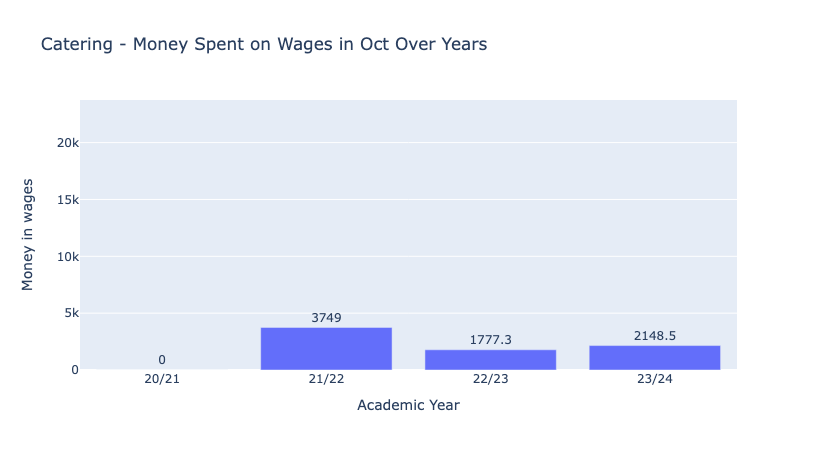 Catering - Money Spent on Wages in Oct Over Years
Money in wages
20k
15k
10k
5k
0
0
3749
1777.3
2148.5
20/21
21/22
22/23
23/24
Academic Year